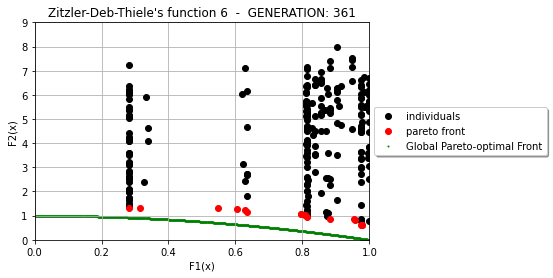 Zitzler-Deb-Thiele's function 6 - GENERATION: 361
9
8
7
6
5
4
3
2
1
0
F2(x)
0.0 0.2 0.4 0.6 0.8 1.0
F1(x)
individuals
pareto front
Global Pareto-optimal Front